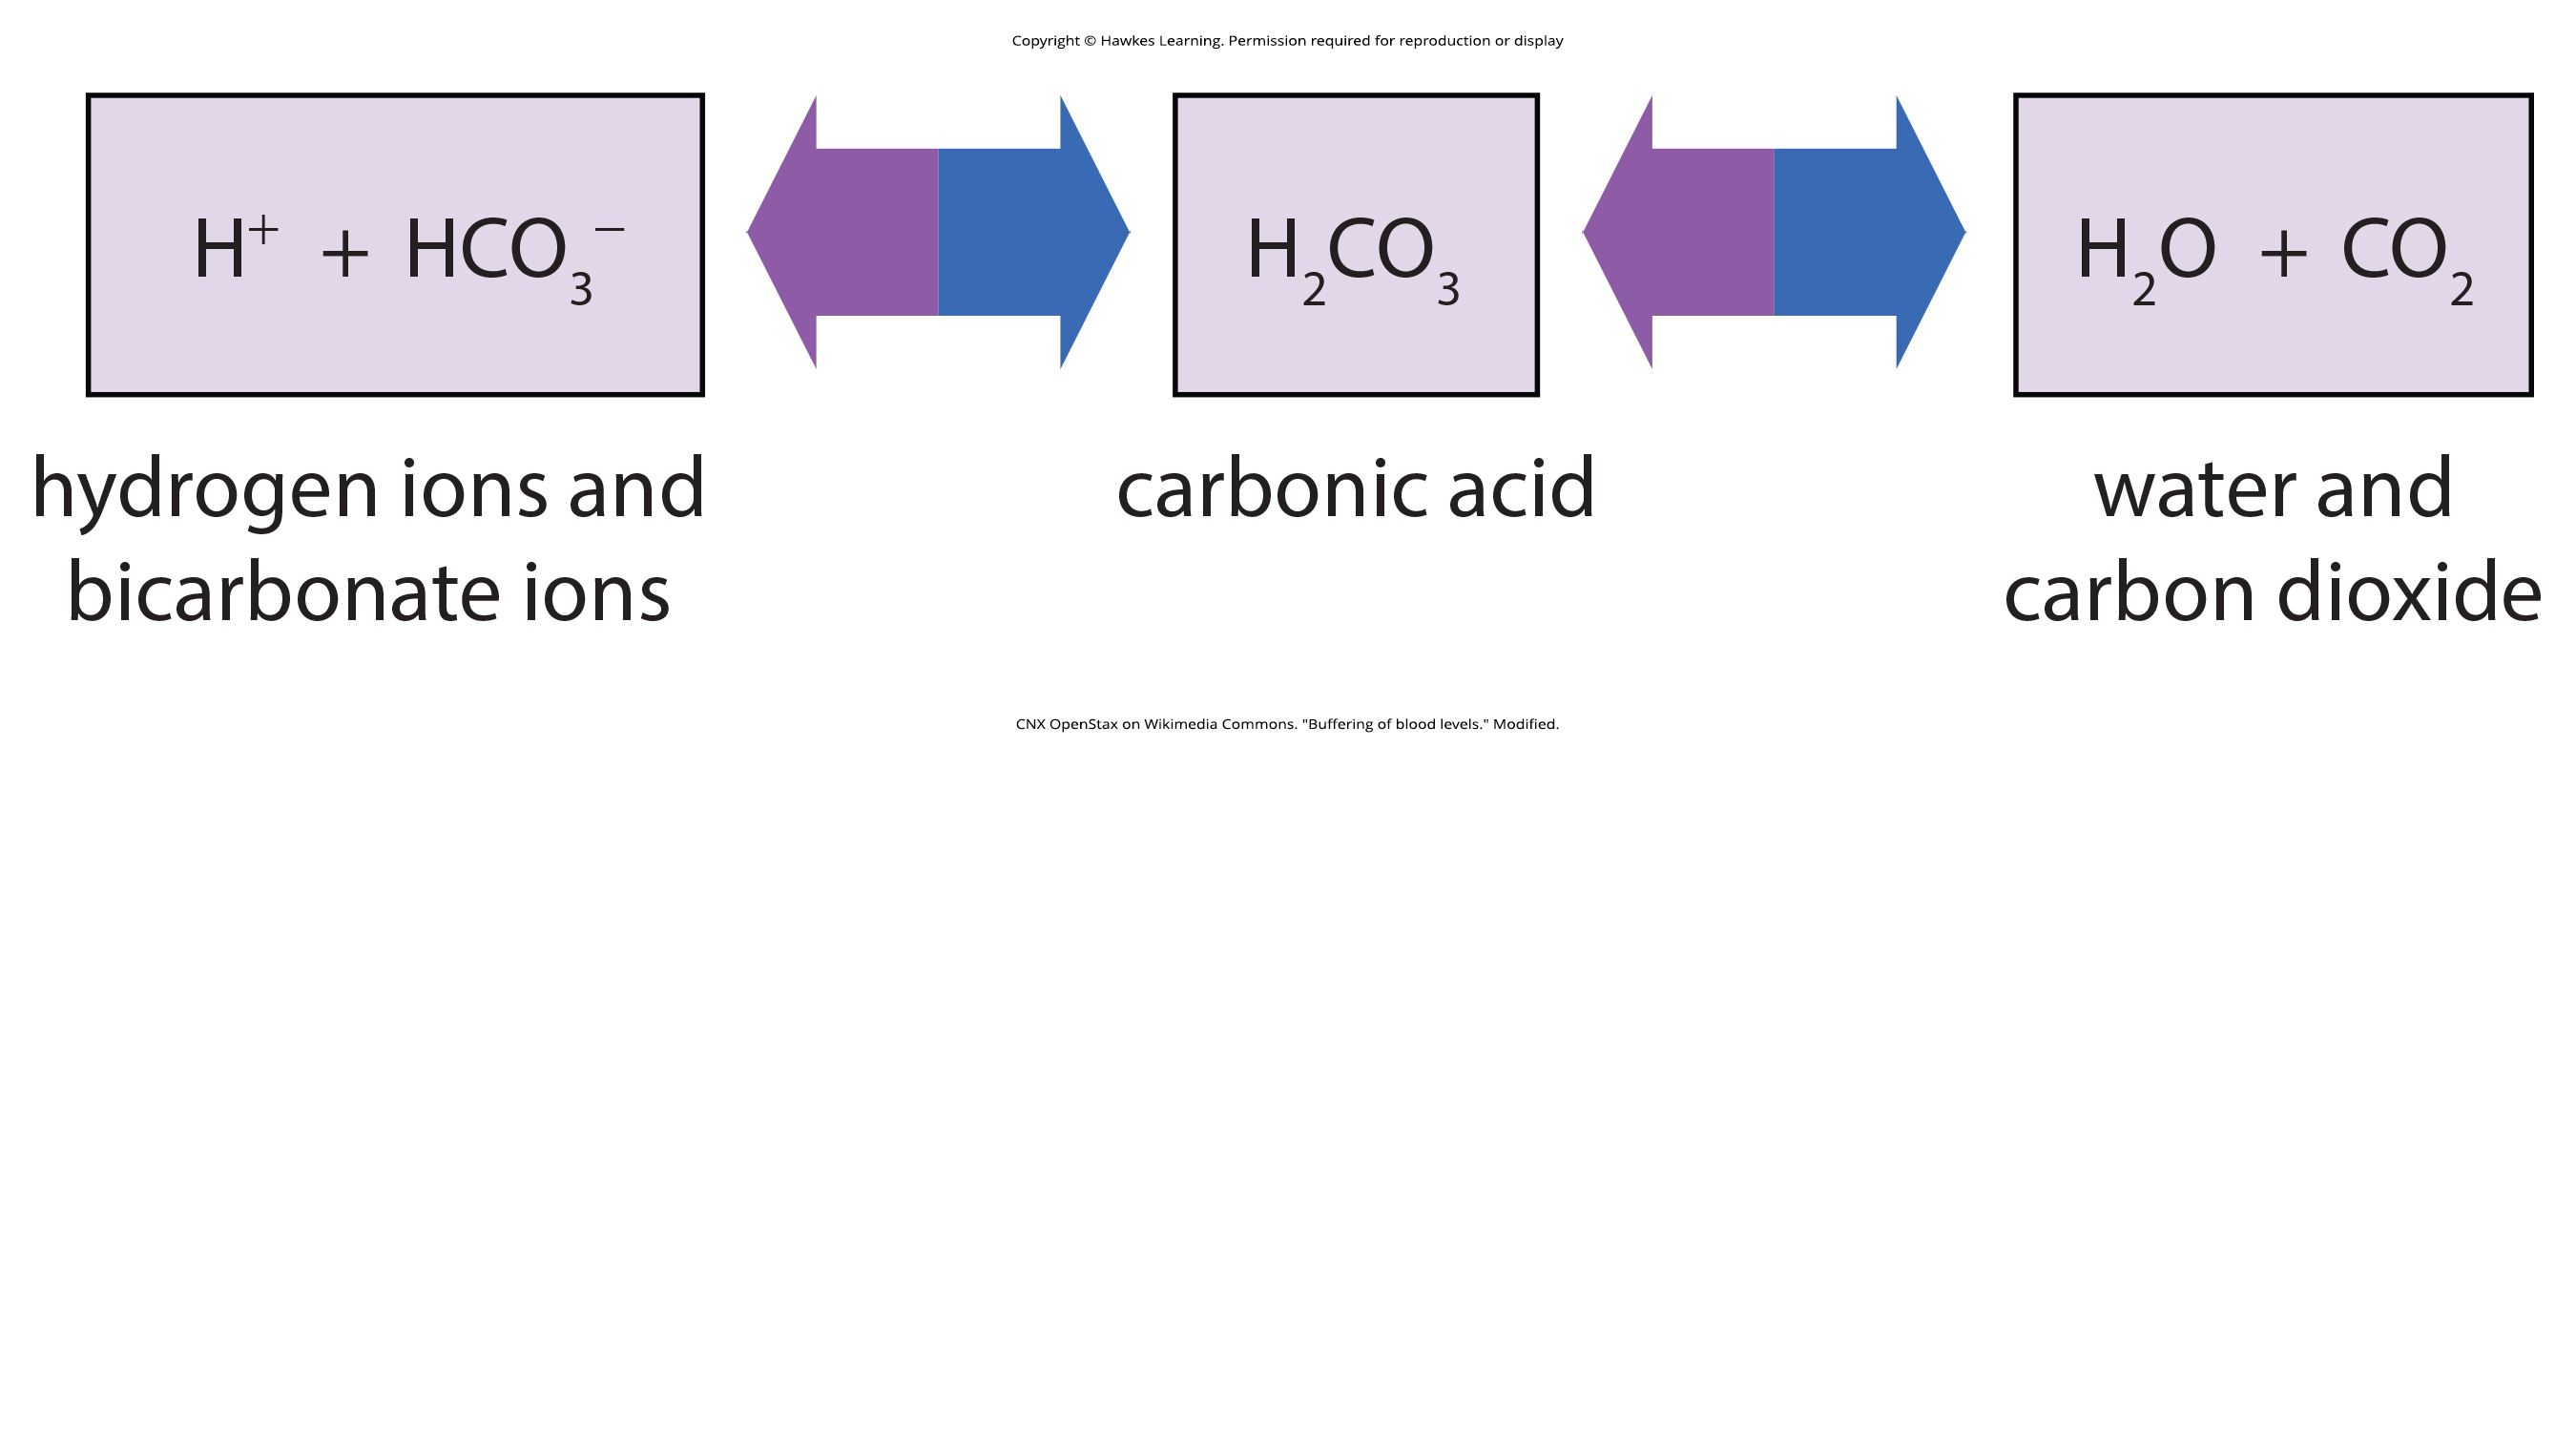 Copyright © Hawkes Learning. Permission required for reproduction or display
H⁺ + HCO₃⁻
H₂CO₃
H₂O + CO₂
hydrogen ions and
bicarbonate ions
carbonic acid
water and
carbon dioxide
CNX OpenStax on Wikimedia Commons. "Buffering of blood levels." Modified.